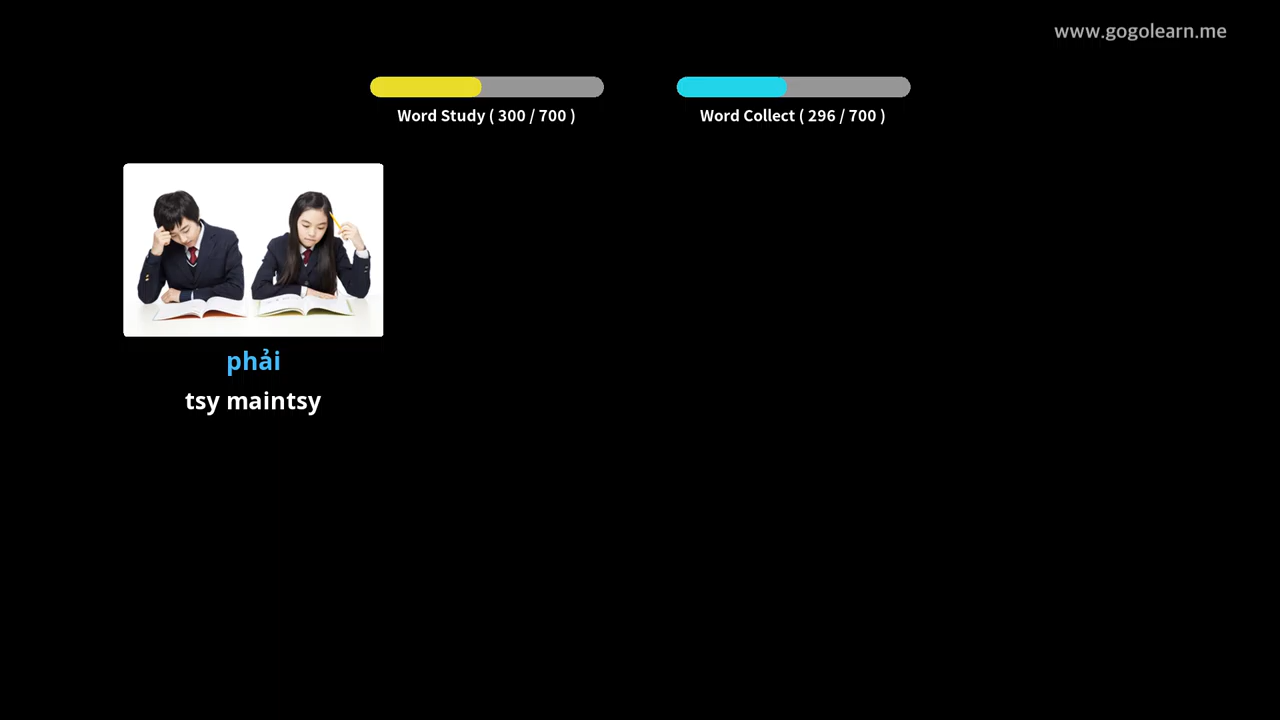 www.gogolearn.me
Word Study ( 300 / 700 )
Word Collect ( 296 / 700 )
phải
tsy maintsy